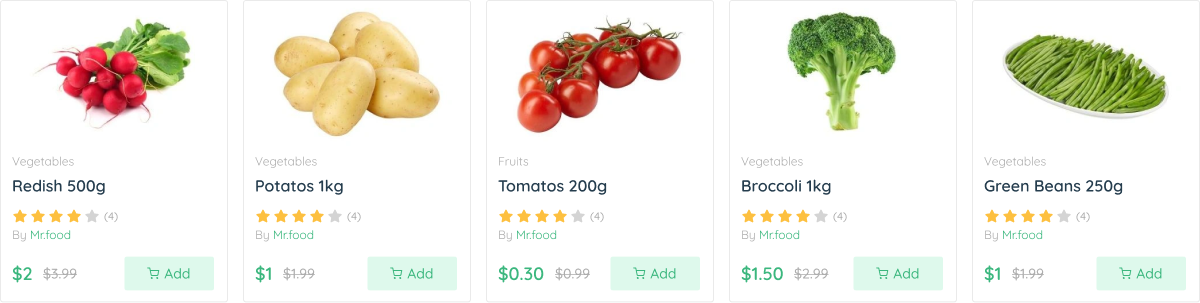 Vegetables
Redish 500g
(4)
By Mr.food
$2 $3.99 Add
Vegetables
Potatos 1kg
(4)
By Mr.food
$1 $1.99 Add
Fruits
Tomatos 200g
(4)
By Mr.food
$0.30 $0.99 Add
Vegetables
Broccoli 1kg
(4)
By Mr.food
$1.50 $2.99 Add
Vegetables
Green Beans 250g
(4)
By Mr.food
$1 $1.99 Add